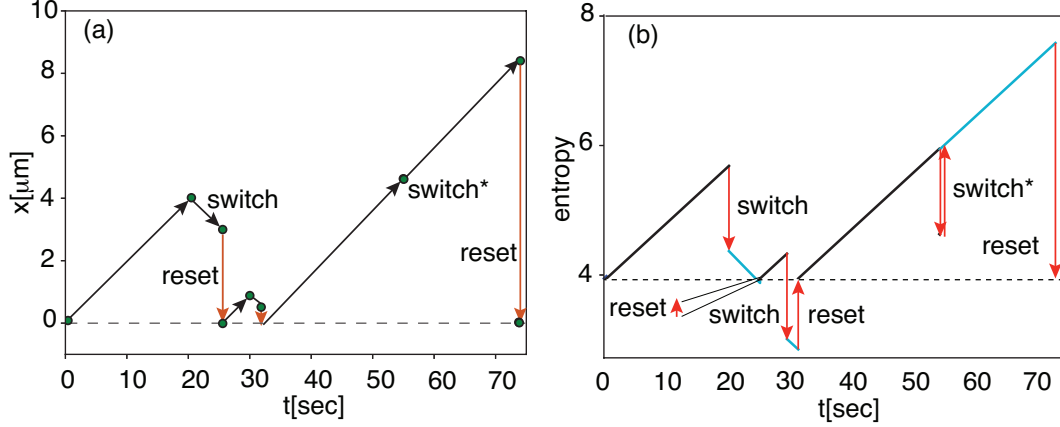 (a)
x[μm]
10
8
6
4
2
0
switch
reset
switch*
reset
0 10 20 30 40 50 60 70
t[sec]
(b)
entropy
8
6
4
switch
switch*
reset
reset
switch
reset
0 10 20 30 40 50 60 70
t[sec]